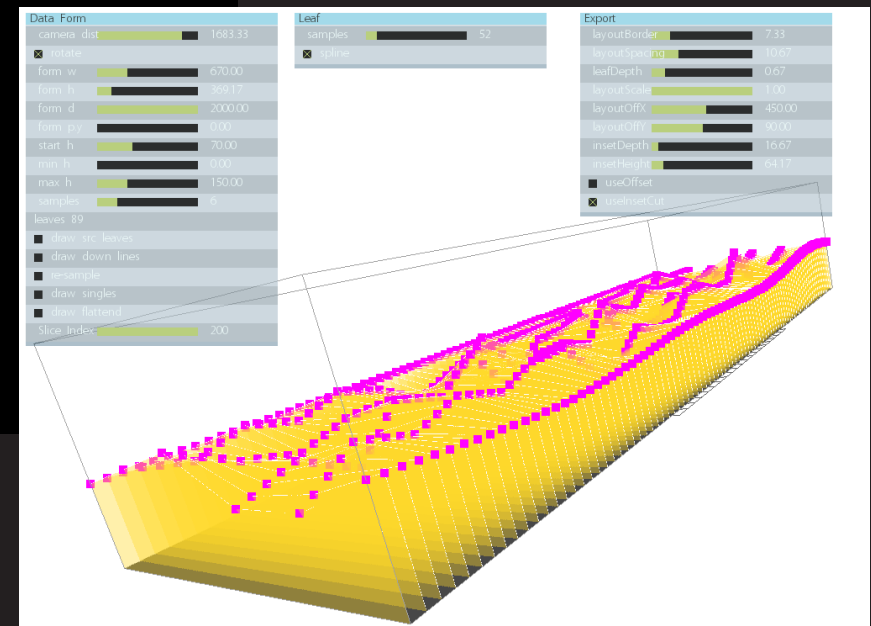 Data Form
camera dist 1683.33
rotate
form w 670.00
form h 369.17
form d 2000.00
form p.y 0.00
start h 70.00
min h 0.00
max h 150.00
samples 6
leaves 89
draw src leaves
draw down lines
re-sample
draw singles
draw flattend
Slice Index 200
Leaf
samples 52
spline
Export
layoutBorder 7.33
layoutSpacing 10.67
leafDepth 0.67
layoutScale 1.00
layoutOffX 450.00
layoutOffY 90.00
insetDepth 16.67
insetHeight 64.17
useOffset
useInsetCut